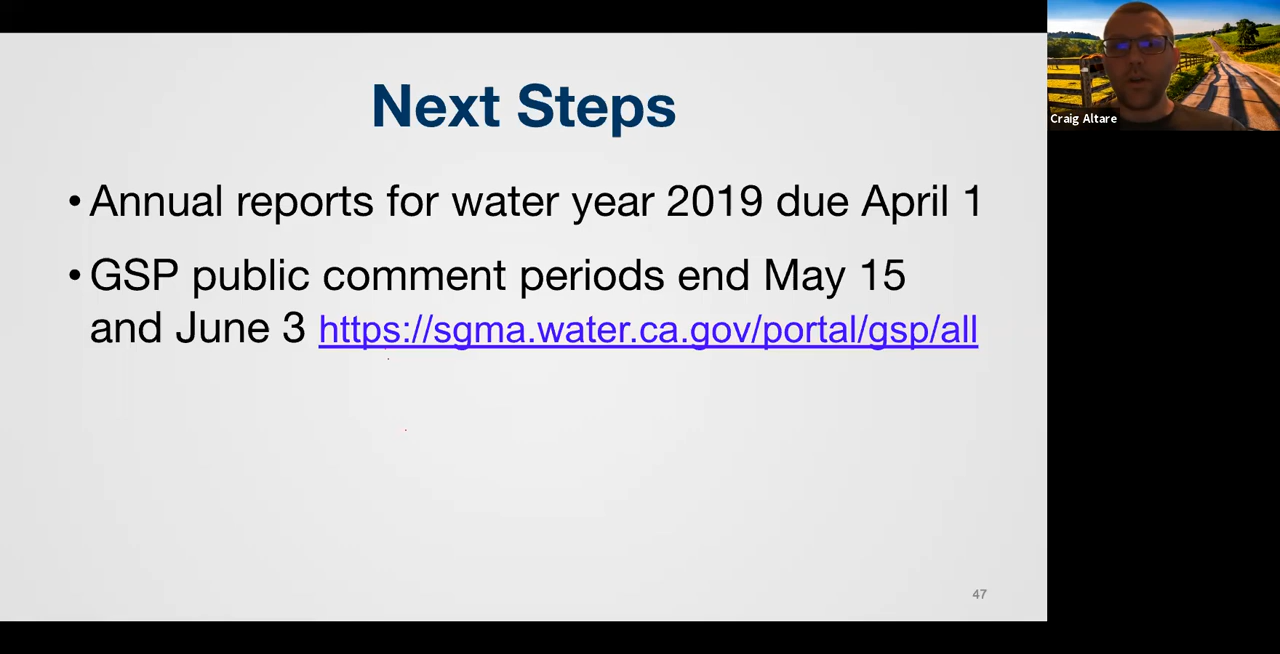 Next Steps
• Annual reports for water year 2019 due April 1
• GSP public comment periods end May 15
and June 3 https://sgma.water.ca.gov/portal/gsp/all
47
Craig Altare